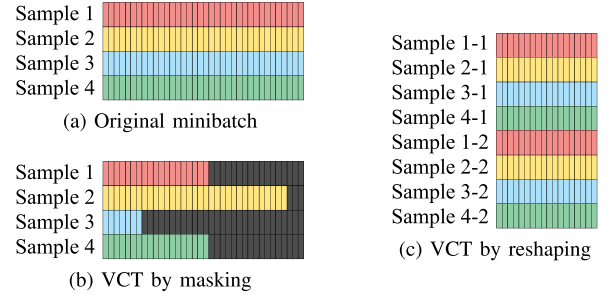 Sample 1
Sample 2
Sample 3
Sample 4
(a) Original minibatch
Sample 1
Sample 2
Sample 3
Sample 4
(b) VCT by masking
Sample 1-1
Sample 2-1
Sample 3-1
Sample 4-1
Sample 1-2
Sample 2-2
Sample 3-2
Sample 4-2
(c) VCT by reshaping